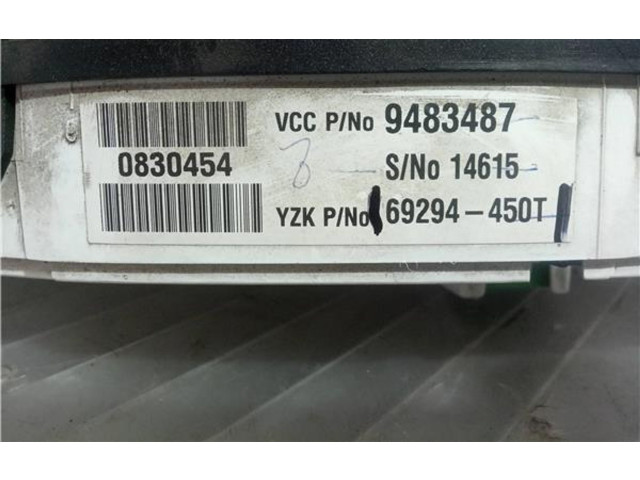 VCC P/No 9483487
0830454
S/No 14615
YZK P/No 69294-450T